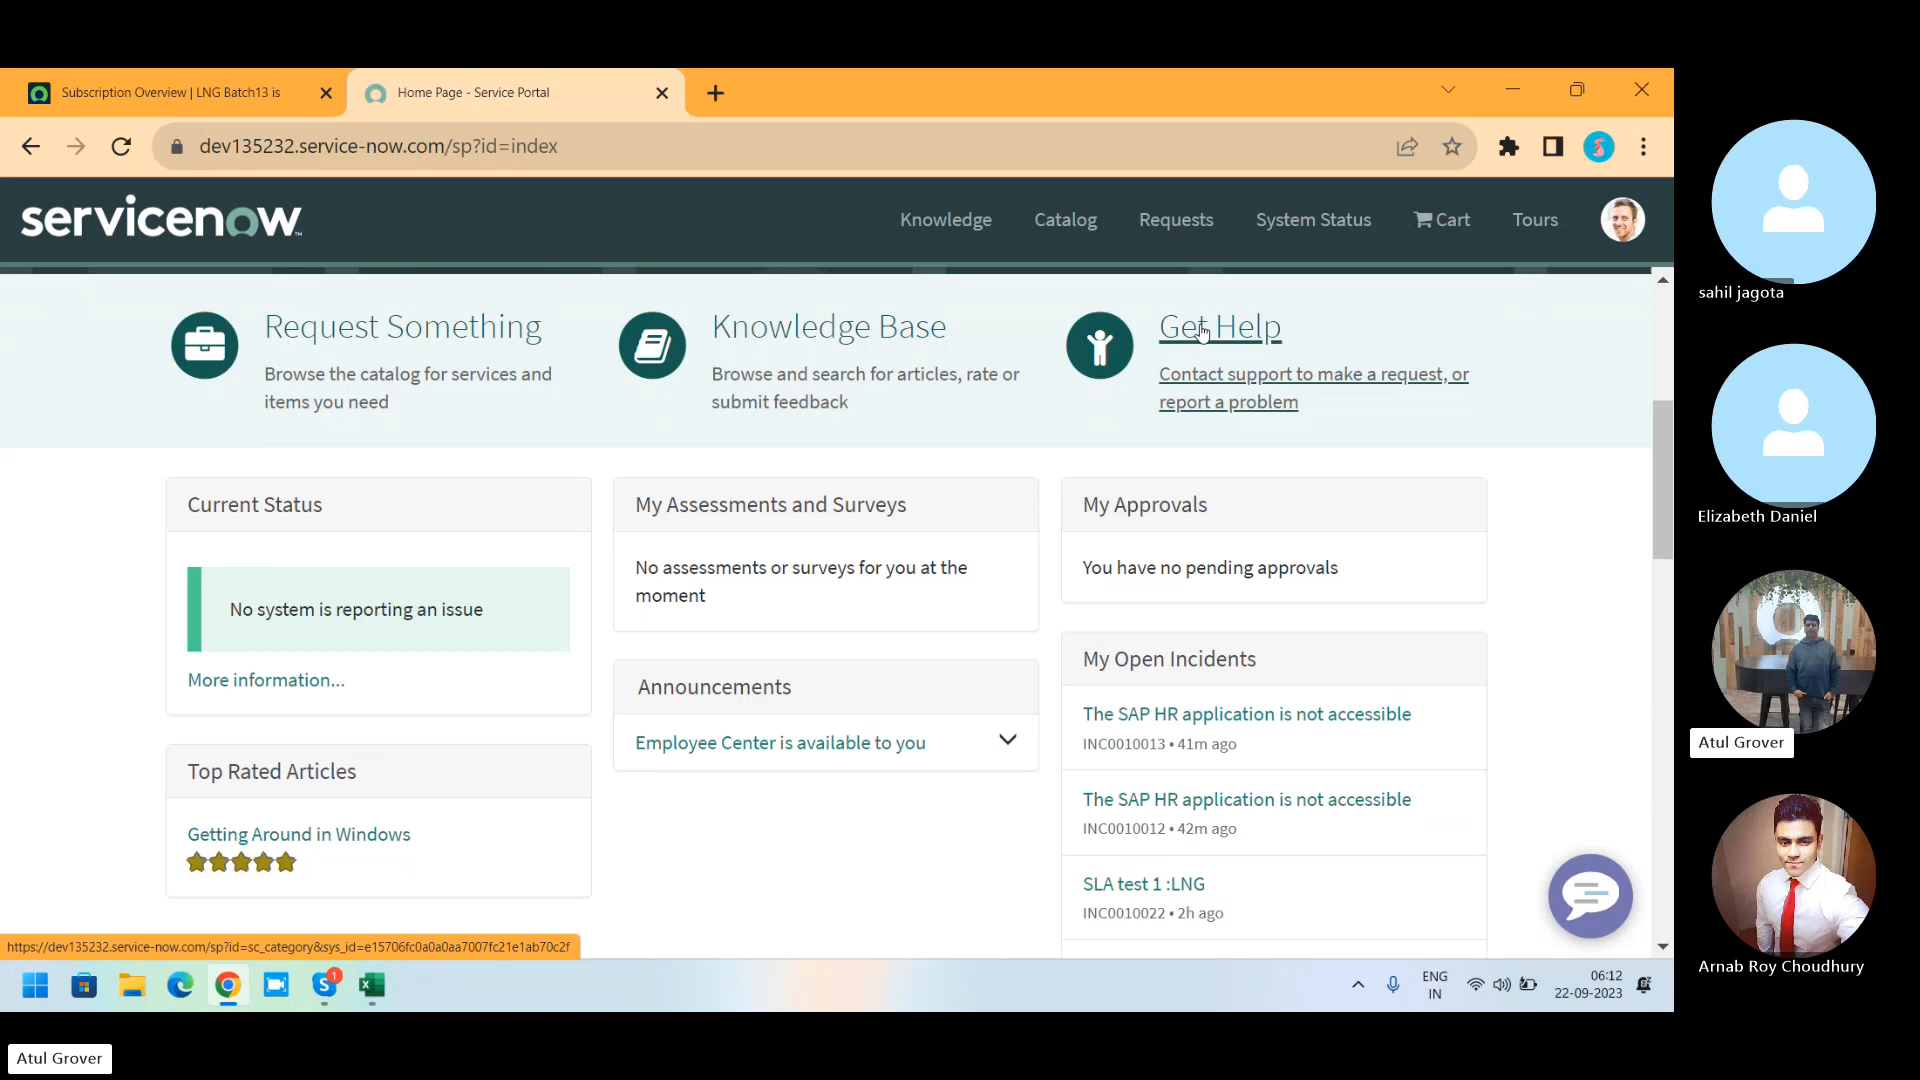 Subscription Overview | LNG Batch13 is
Home Page - Service Portal
dev135232.service-now.com/sp?id=index
servicenow
Knowledge
Catalog
Requests
System Status
Cart
Tours
Request Something
Browse the catalog for services and
items you need
Knowledge Base
Browse and search for articles, rate or
submit feedback
Get Help
Contact support to make a request, or
report a problem
Current Status
No system is reporting an issue
More information...
Top Rated Articles
Getting Around in Windows
My Assessments and Surveys
No assessments or surveys for you at the
moment
Announcements
Employee Center is available to you
My Approvals
You have no pending approvals
My Open Incidents
The SAP HR application is not accessible
INC0010013 • 41m ago
The SAP HR application is not accessible
INC0010012 • 42m ago
SLA test 1 :LNG
INC0010022 • 2h ago
https://dev135232.service-now.com/sp?id=sc_category&sys_id=e15706fc0a0a0aa7007fc21e1ab70c2f
1
ENG
IN
06:12
22-09-2023
sahil jagota
Elizabeth Daniel
Atul Grover
Arnab Roy Choudhury
Atul Grover